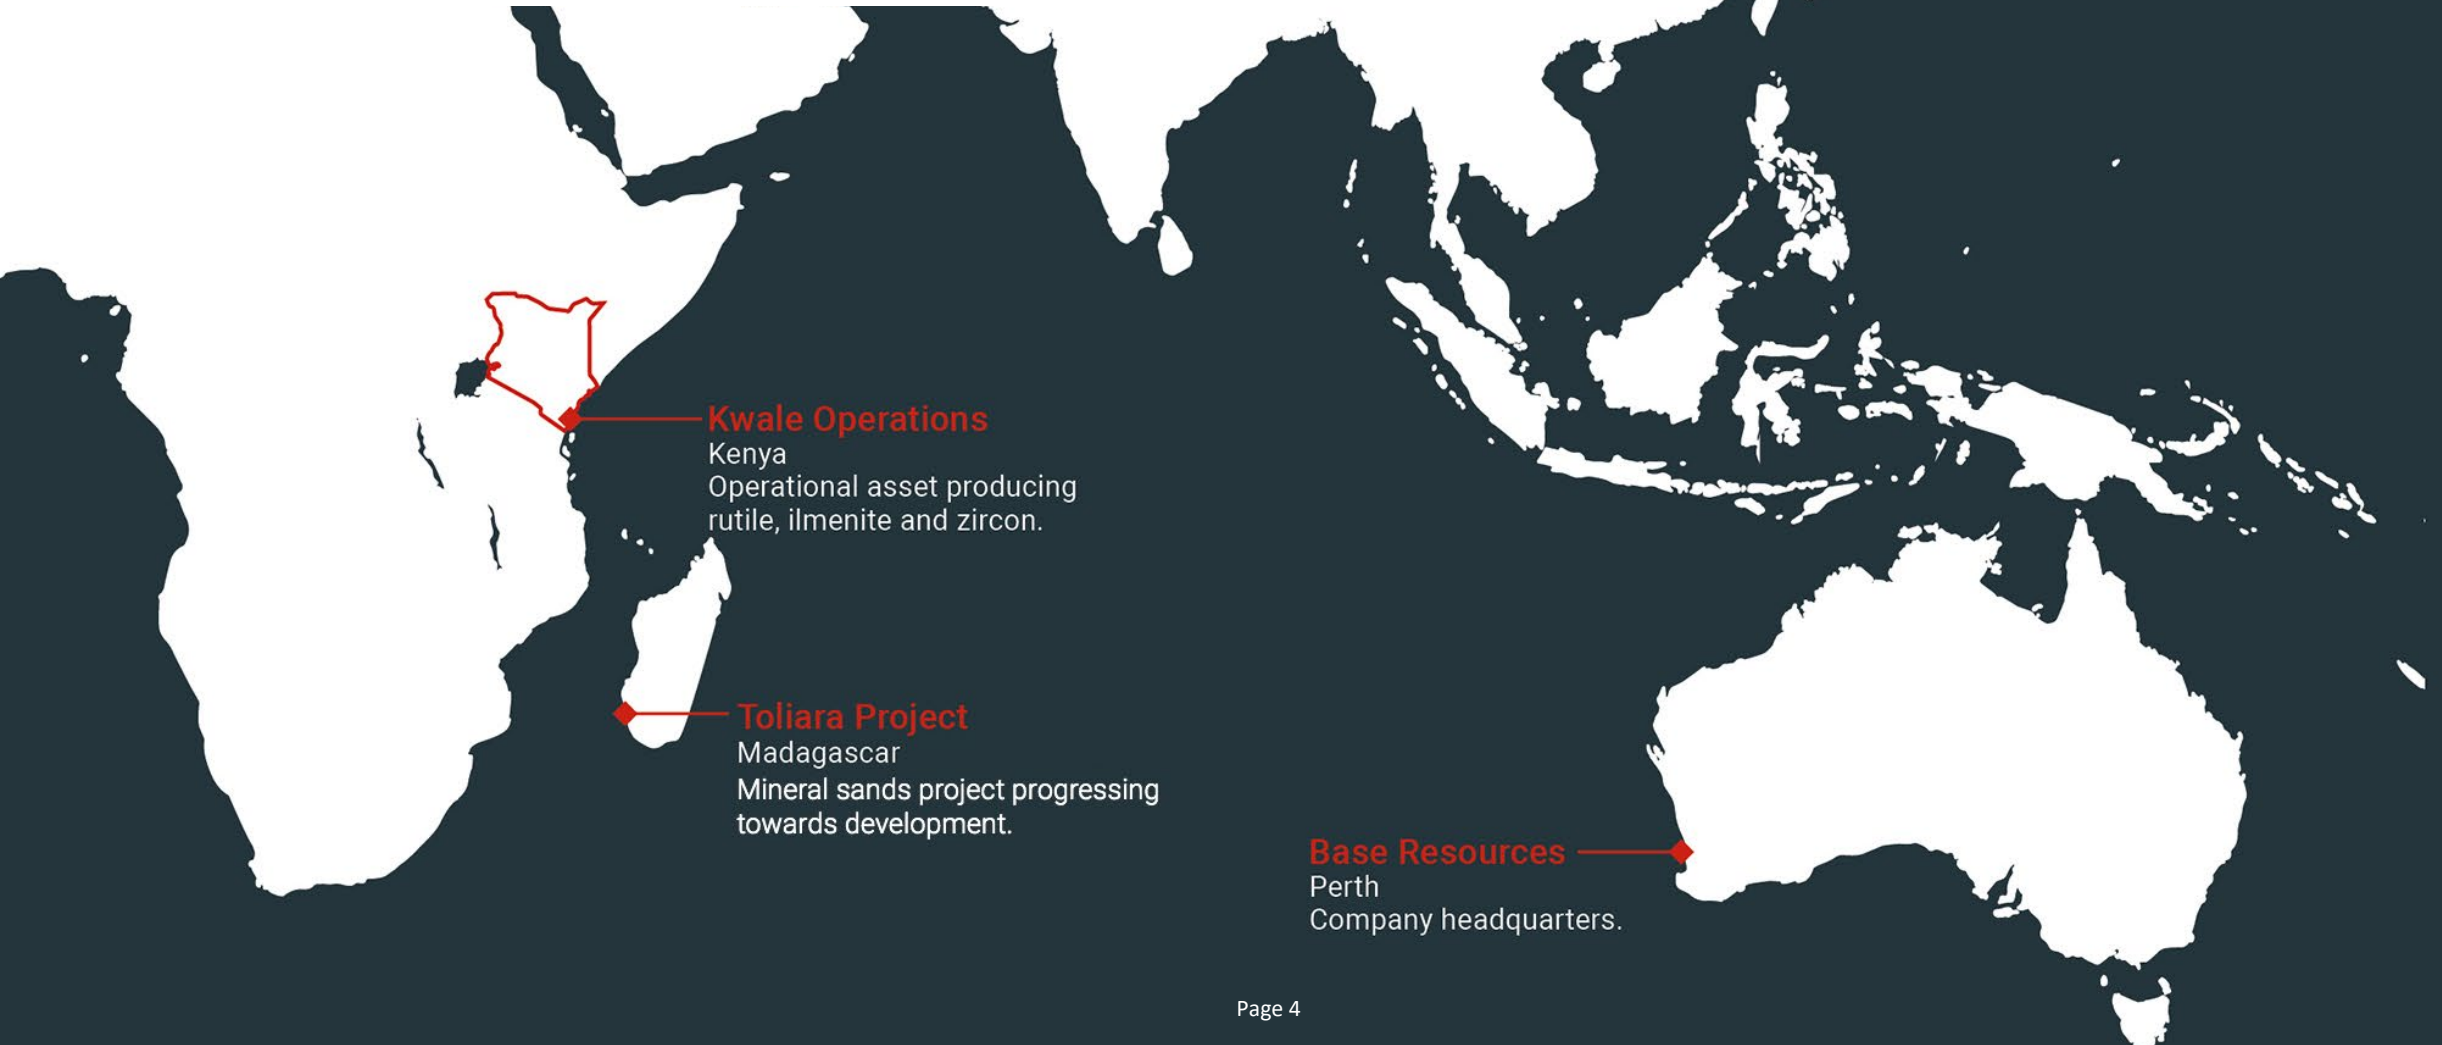 Kwale Operations
Kenya
Operational asset producing
rutile, ilmenite and zircon.
Toliara Project
Madagascar
Mineral sands project progressing
towards development.
Base Resources
Perth
Company headquarters.
Page 4